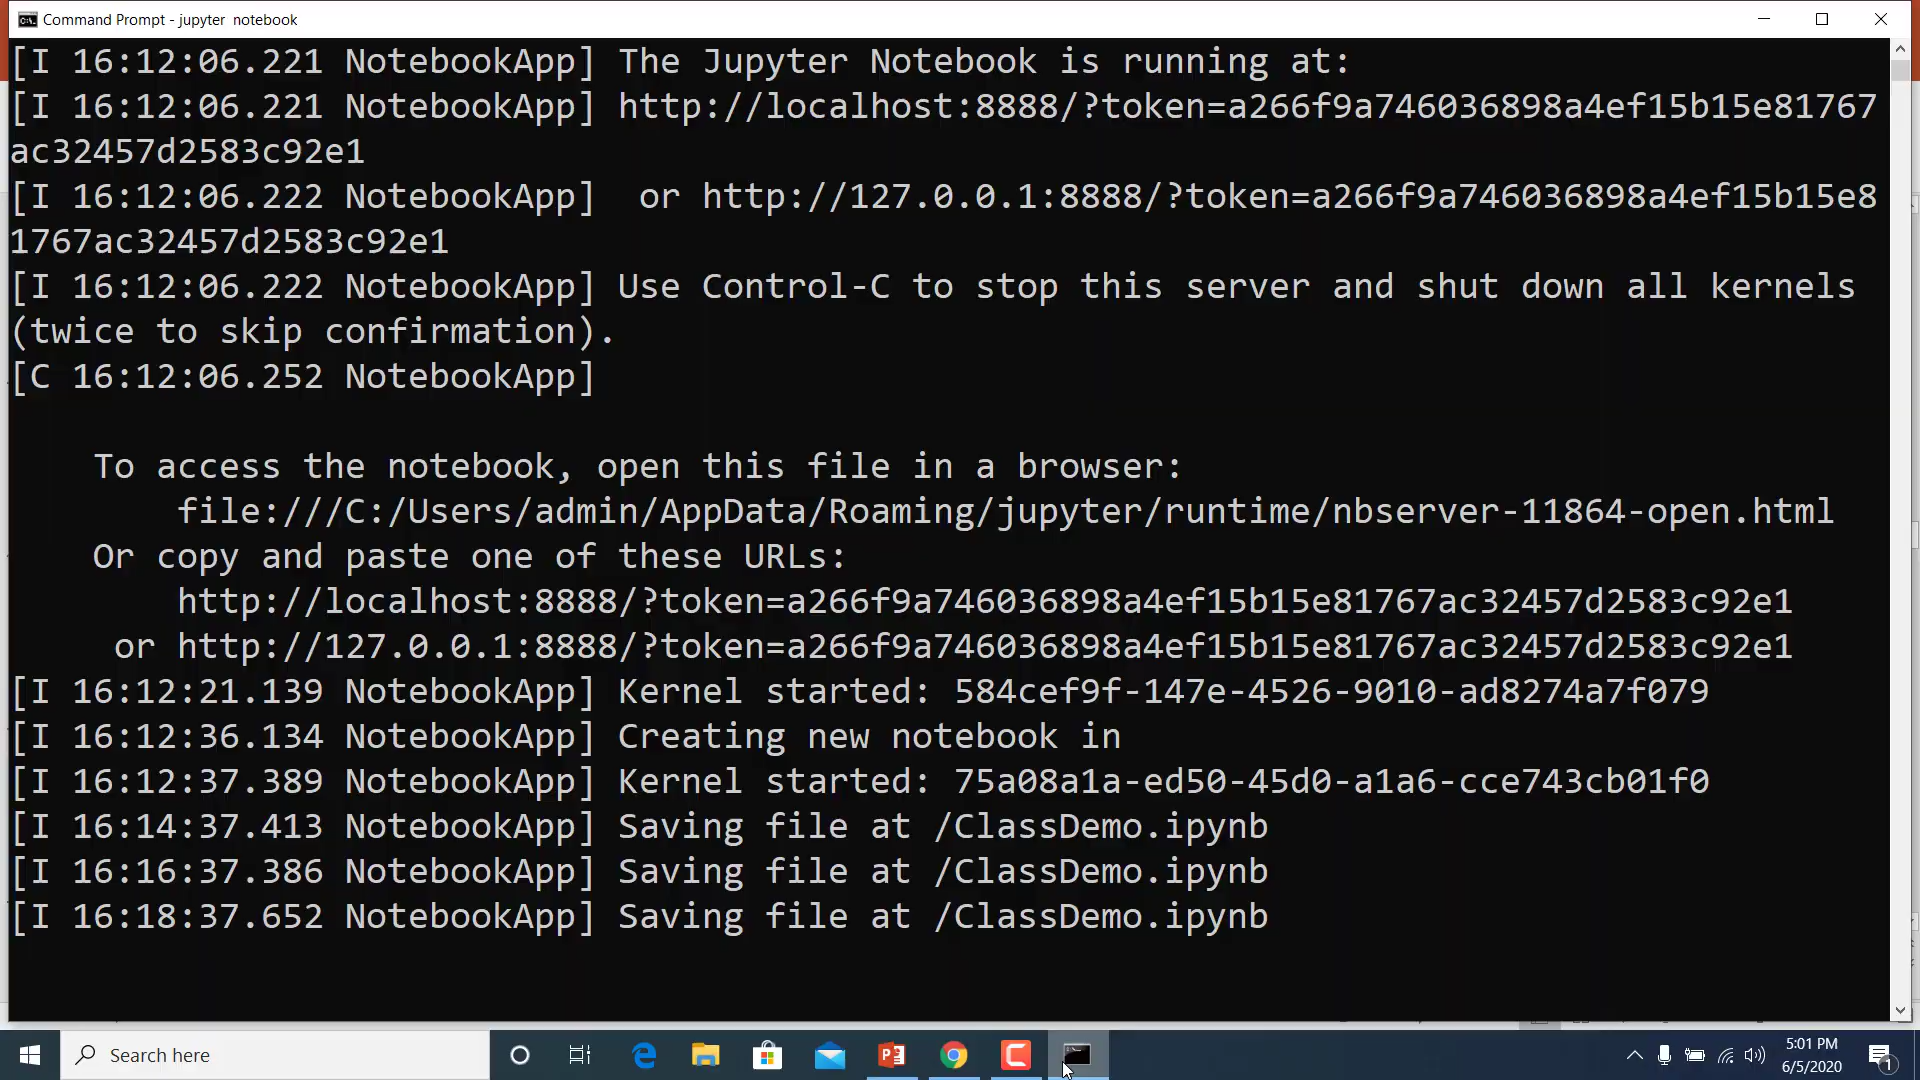 Command Prompt - jupyter  notebook
[I 16:12:06.221 NotebookApp] The Jupyter Notebook is running at:
[I 16:12:06.221 NotebookApp] http://localhost:8888/?token=a266f9a746036898a4ef15b15e81767
ac32457d2583c92e1
[I 16:12:06.222 NotebookApp]  or http://127.0.0.1:8888/?token=a266f9a746036898a4ef15b15e8
1767ac32457d2583c92e1
[I 16:12:06.222 NotebookApp] Use Control-C to stop this server and shut down all kernels
(twice to skip confirmation).
[C 16:12:06.252 NotebookApp]
To access the notebook, open this file in a browser:
file:///C:/Users/admin/AppData/Roaming/jupyter/runtime/nbserver-11864-open.html
Or copy and paste one of these URLs:
http://localhost:8888/?token=a266f9a746036898a4ef15b15e81767ac32457d2583c92e1
or http://127.0.0.1:8888/?token=a266f9a746036898a4ef15b15e81767ac32457d2583c92e1
[I 16:12:21.139 NotebookApp] Kernel started: 584cef9f-147e-4526-9010-ad8274a7f079
[I 16:12:36.134 NotebookApp] Creating new notebook in
[I 16:12:37.389 NotebookApp] Kernel started: 75a08a1a-ed50-45d0-a1a6-cce743cb01f0
[I 16:14:37.413 NotebookApp] Saving file at /ClassDemo.ipynb
[I 16:16:37.386 NotebookApp] Saving file at /ClassDemo.ipynb
[I 16:18:37.652 NotebookApp] Saving file at /ClassDemo.ipynb
Search here
5:01 PM
6/5/2020
1